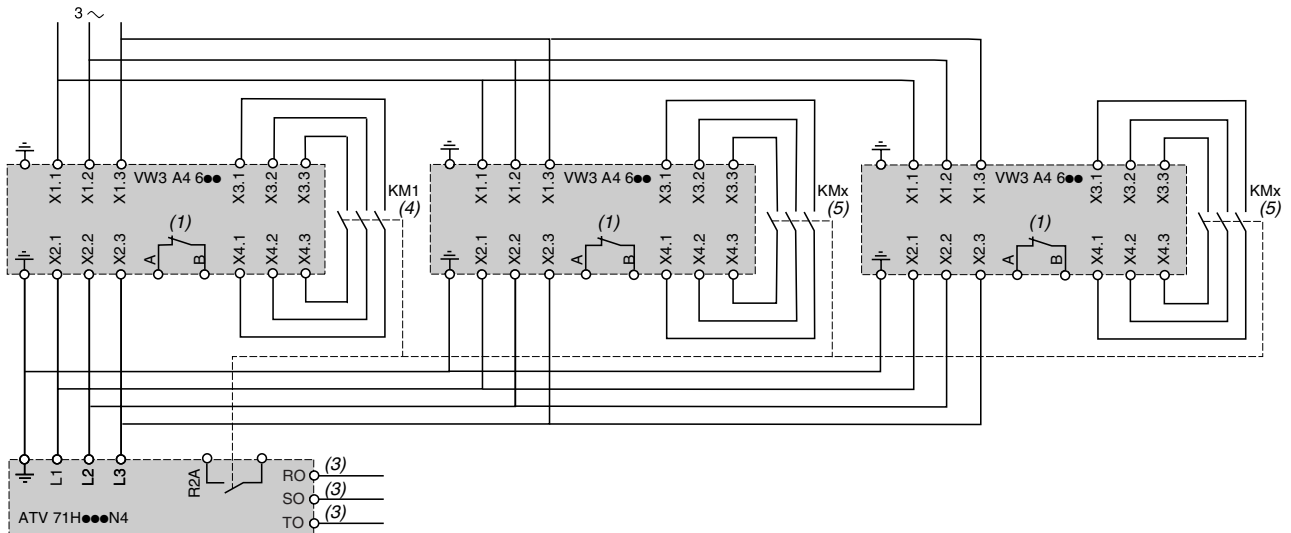 3 ~
VW3 A4 6●●
X1.1 X1.2 X1.3 X3.1 X3.2 X3.3
(1)
X2.1 X2.2 X2.3 A B X4.1 X4.2 X4.3
KM1
(4)
VW3 A4 6●●
X1.1 X1.2 X1.3 X3.1 X3.2 X3.3
(1)
X2.1 X2.2 X2.3 A B X4.1 X4.2 X4.3
KMx
(5)
VW3 A4 6●●
X1.1 X1.2 X1.3 X3.1 X3.2 X3.3
(1)
X2.1 X2.2 X2.3 A B X4.1 X4.2 X4.3
KMx
(5)
L1 L2 L3 R2A
RO (3)
SO (3)
TO (3)
ATV 71H●●●N4